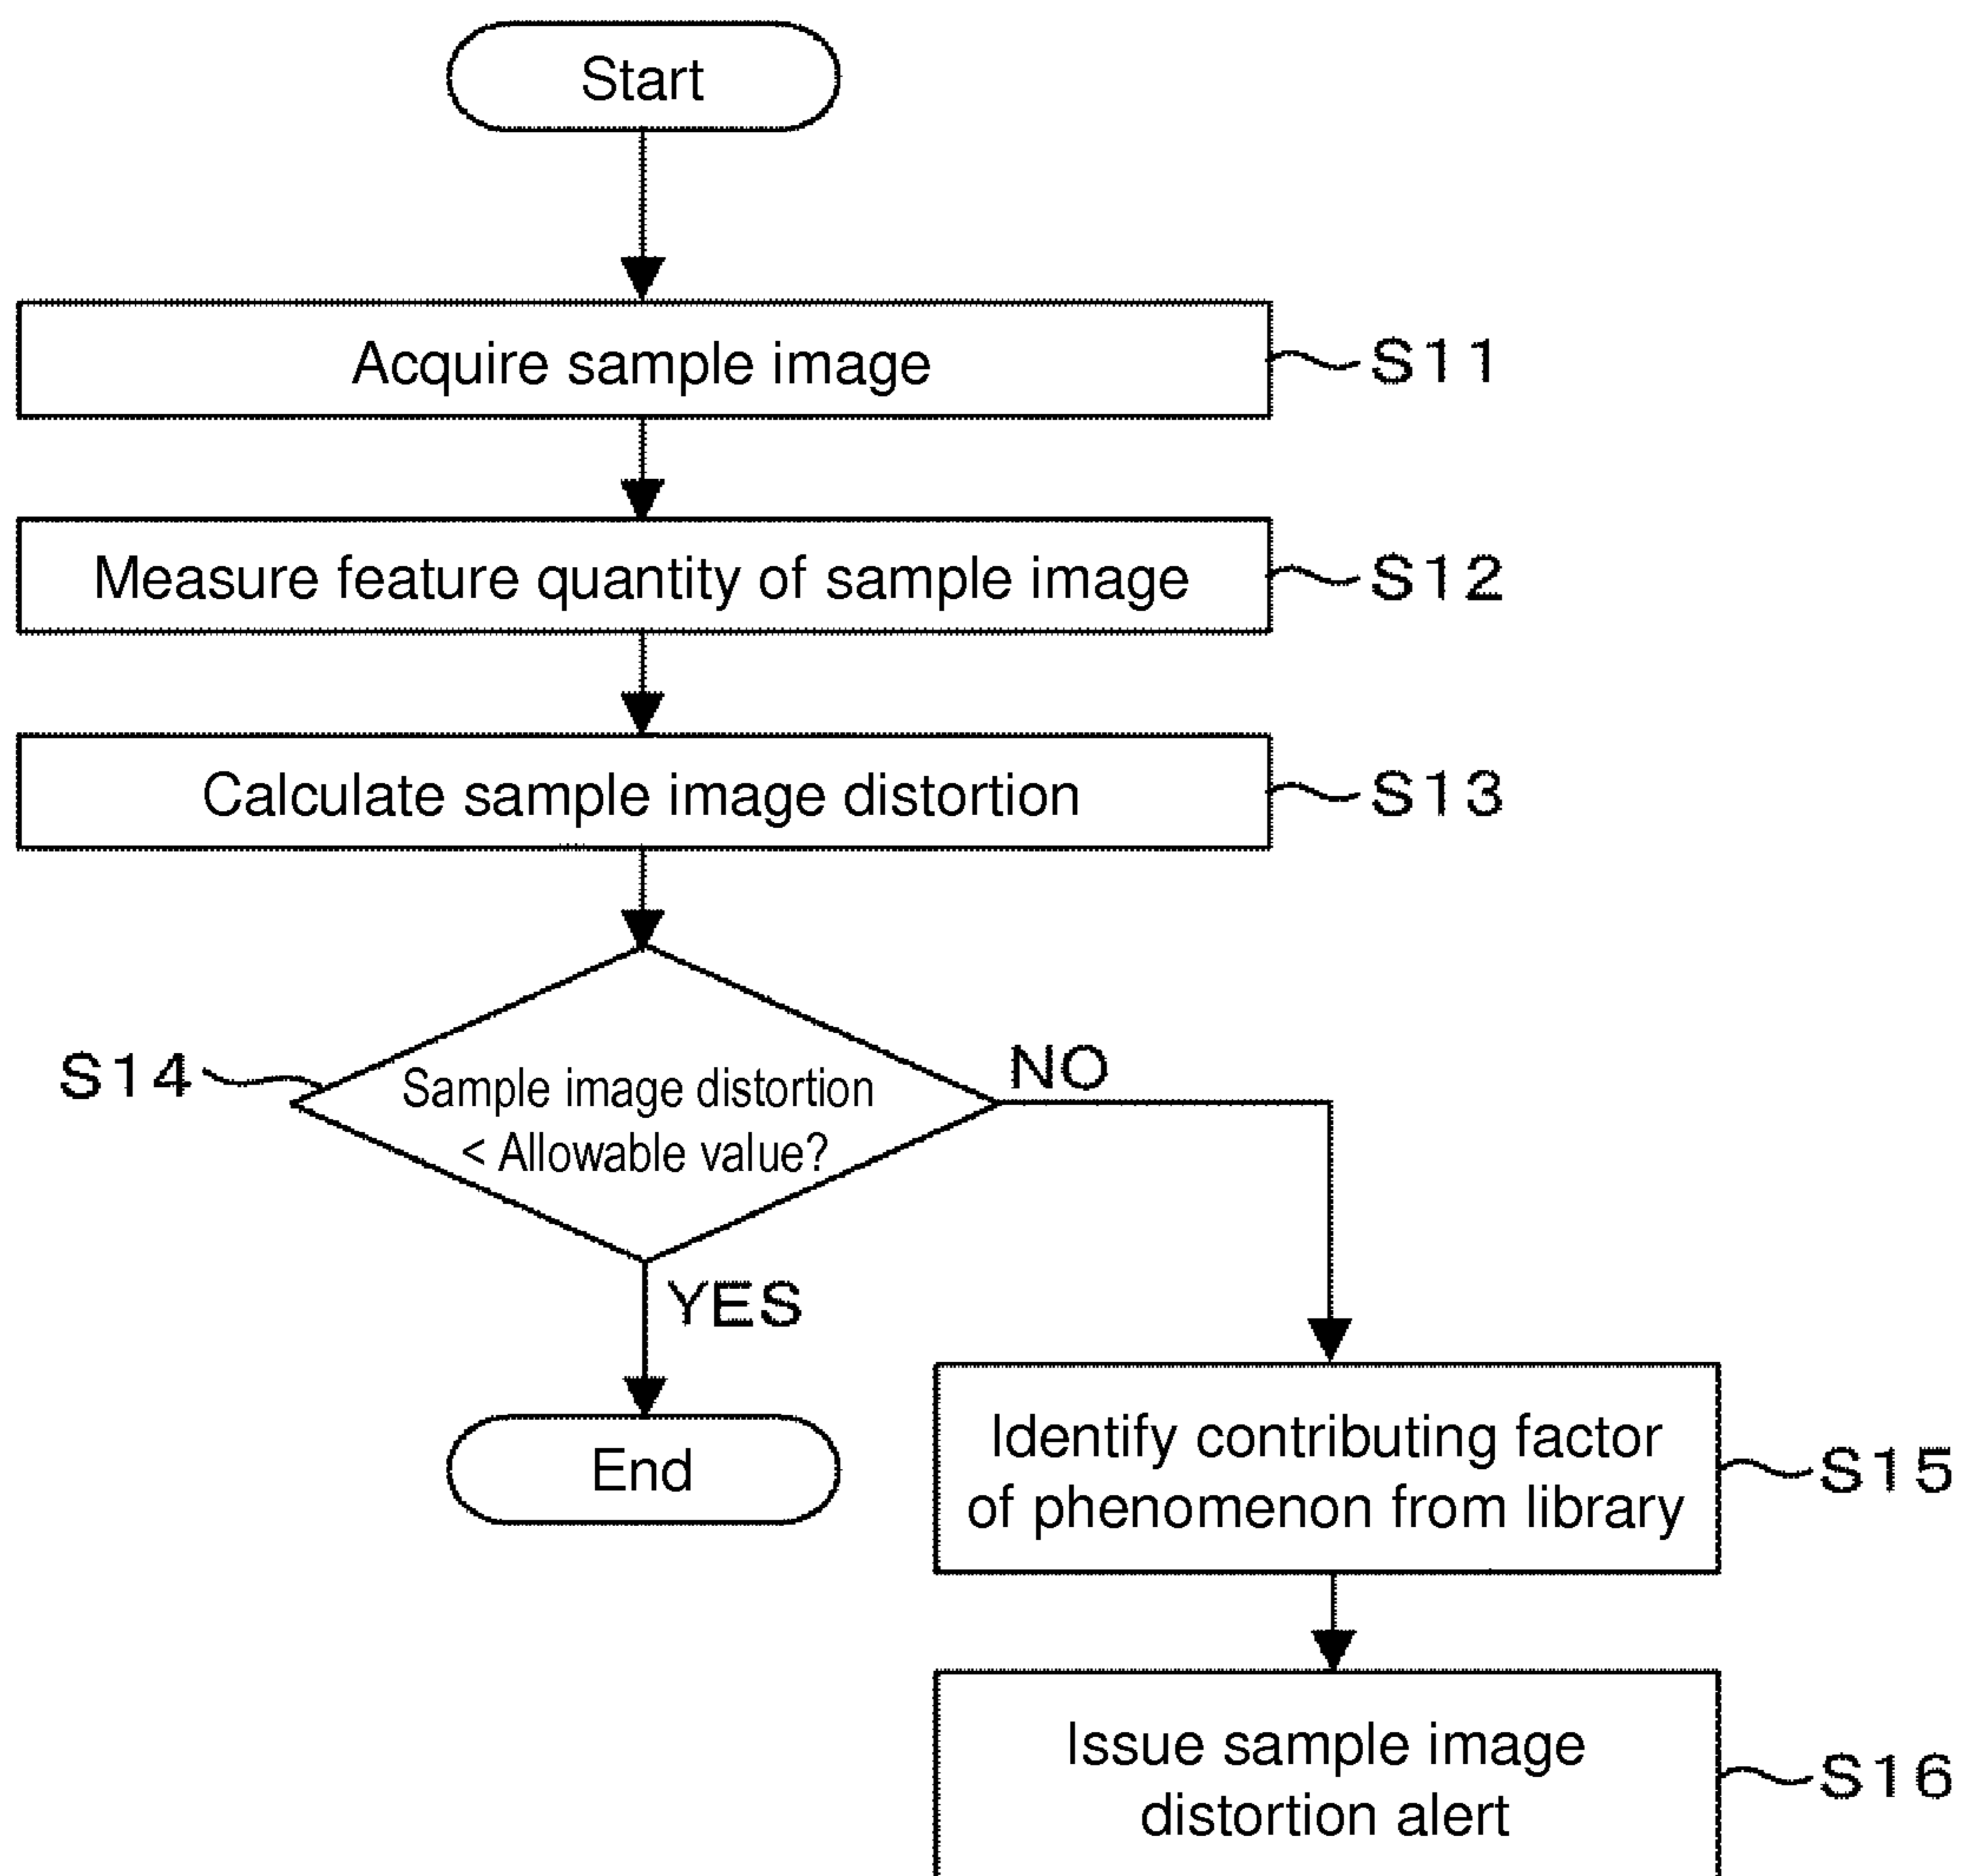 Start
Acquire sample image
S11
Measure feature quantity of sample image
S12
Calculate sample image distortion
S13
S14
Sample image distortion
< Allowable value?
NO
YES
End
Identify contributing factor
of phenomenon from library
S15
Issue sample image
distortion alert
S16